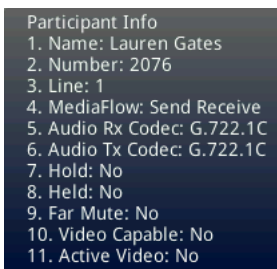 Participant Info
1. Name: Lauren Gates
2. Number: 2076
3. Line: 1
4. MediaFlow: Send Receive
5. Audio Rx Codec: G.722.1C
6. Audio Tx Codec: G.722.1C
7. Hold: No
8. Held: No
9. Far Mute: No
10. Video Capable: No
11. Active Video: No